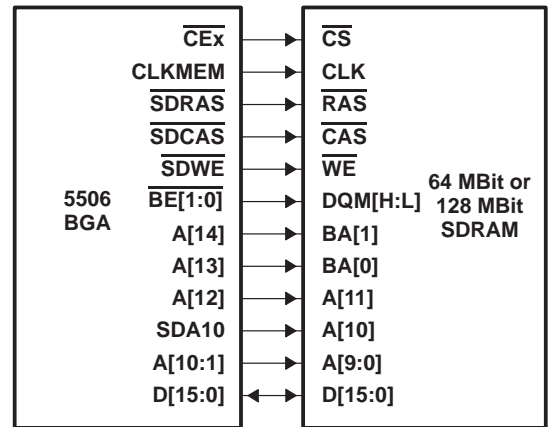 CEx CS
CLKMEM CLK
SDRAS RAS
SDCAS CAS
SDWE WE
5506
BGA
BE[1:0] DQM[H:L]
64 MBit or
128 MBit
SDRAM
A[14] BA[1]
A[13] BA[0]
A[12] A[11]
SDA10 A[10]
A[10:1] A[9:0]
D[15:0] D[15:0]